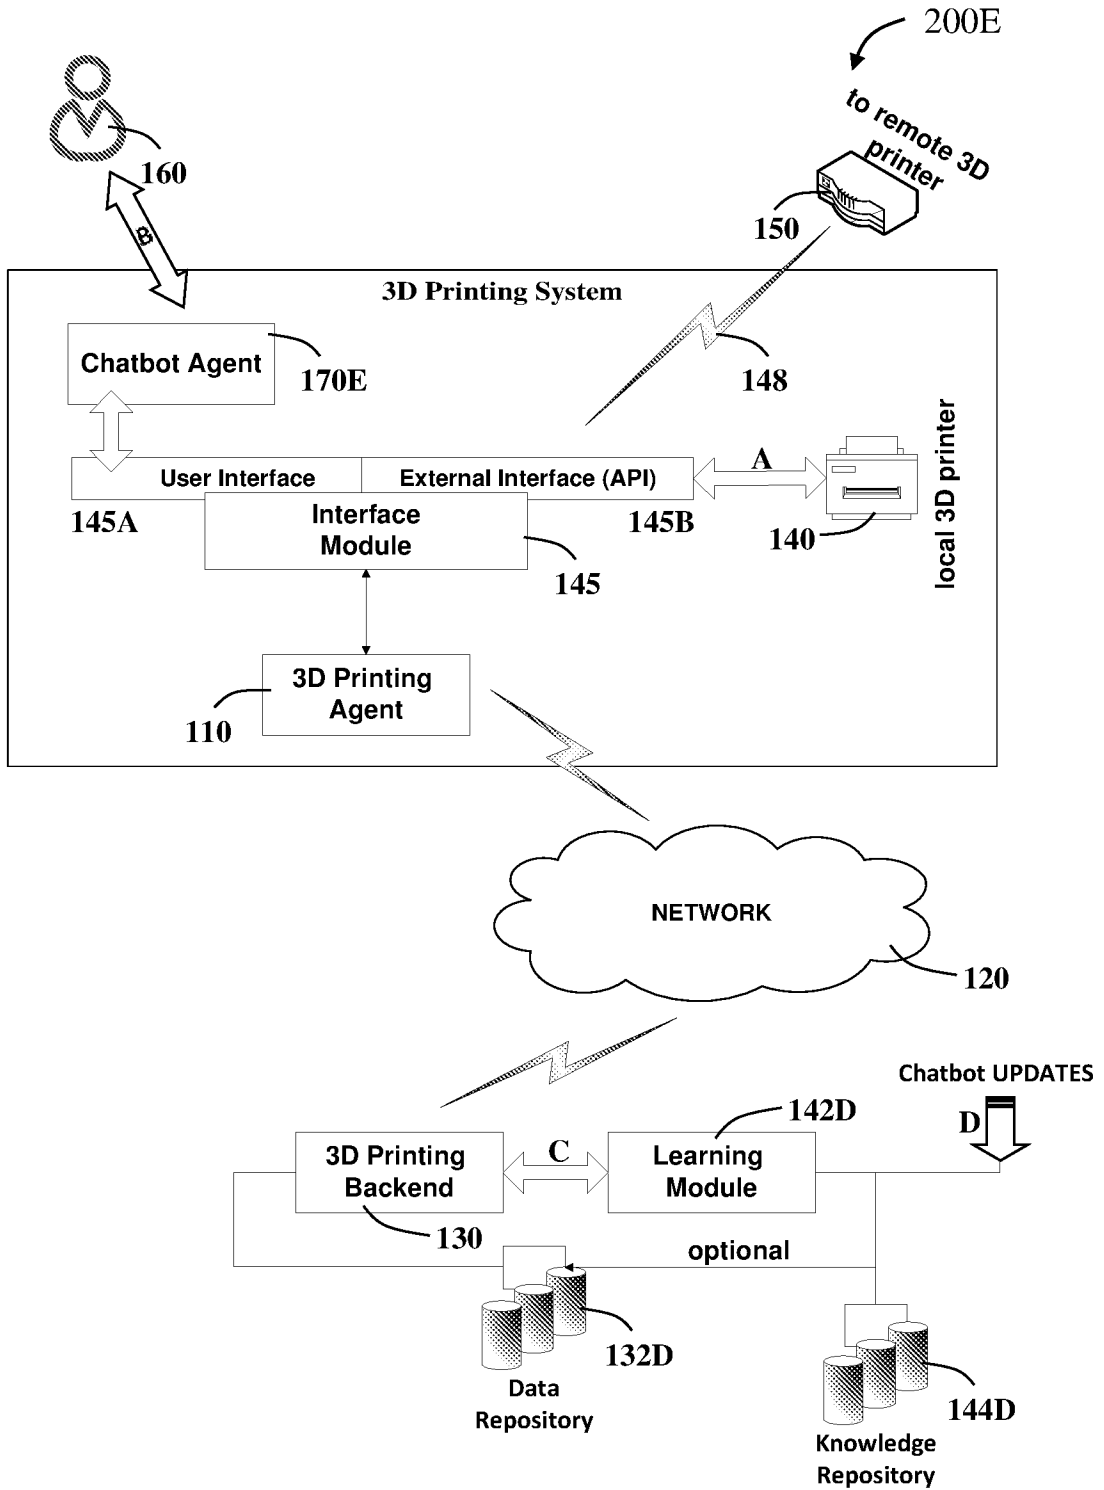 200E
to remote 3D
printer
160
B
150
3D Printing System
Chatbot Agent
170E
148
User Interface
External Interface (API)
A
145A
145B
140
local 3D printer
Interface
Module
145
3D Printing
Agent
110
NETWORK
120
Chatbot UPDATES
D
142D
3D Printing
Backend
C
Learning
Module
130
optional
132D
Data
Repository
144D
Knowledge
Repository